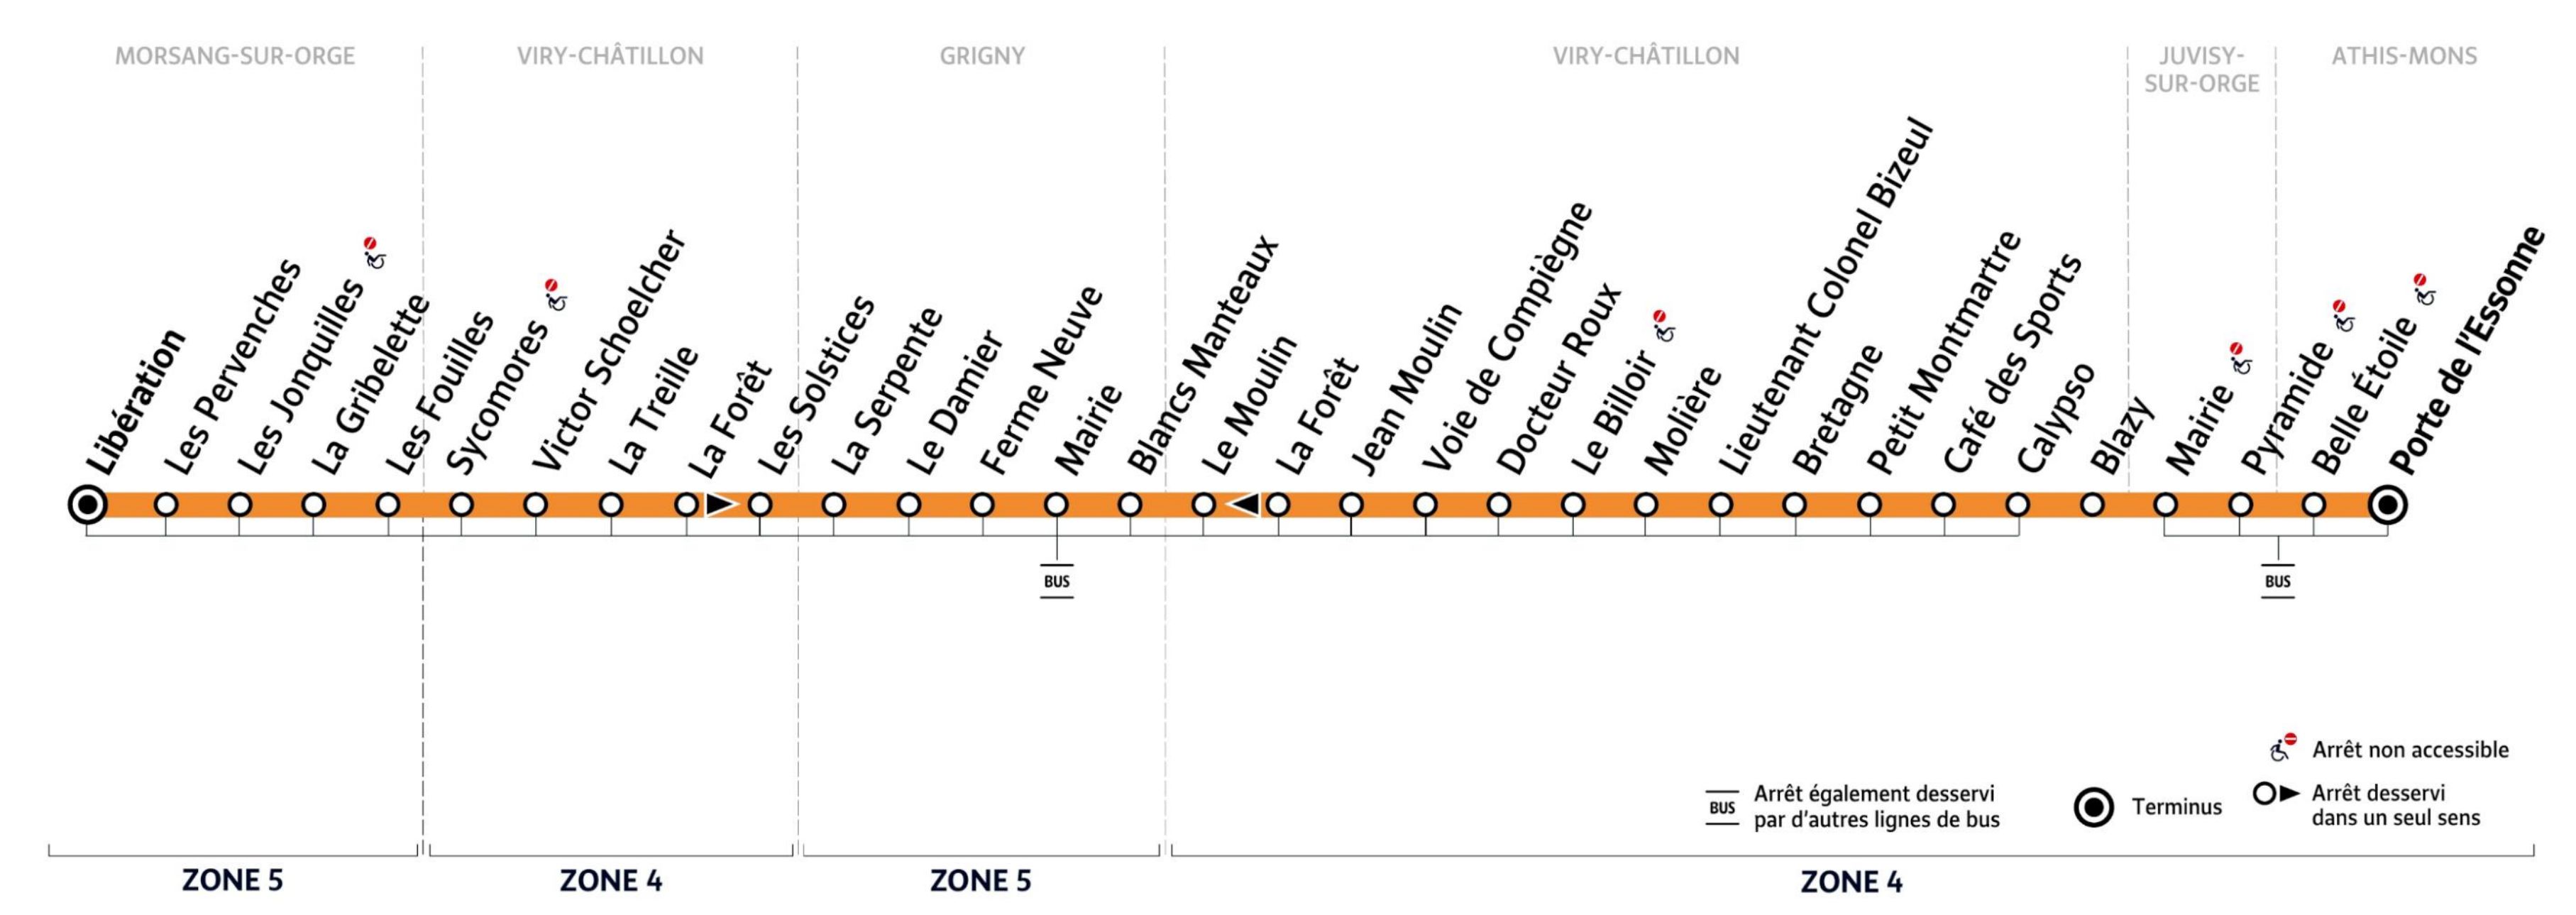 MORSANG-SUR-ORGE
VIRY-CHÂTILLON
GRIGNY
VIRY-CHÂTILLON
JUVISY-
SUR-ORGE
ATHIS-MONS
Libération
Les Pervenches
Les Jonquilles
La Gribelette
Les Fouilles
Sycomores
Victor Schoelcher
La Treille
La Forêt
Les Solstices
La Serpente
Le Damier
Ferme Neuve
Mairie
Blancs Manteaux
Le Moulin
La Forêt
Jean Moulin
Voie de Compiègne
Docteur Roux
Le Billoir
Molière
Lieutenant Colonel Bizeul
Bretagne
Petit Montmartre
Café des Sports
Calypso
Blazy
Mairie
Pyramide
Belle Étoile
Porte de l'Essonne
BUS
BUS
Arrêt non accessible
BUS
Arrêt également desservi
par d'autres lignes de bus
Terminus
Arrêt desservi
dans un seul sens
ZONE 5
ZONE 4
ZONE 5
ZONE 4